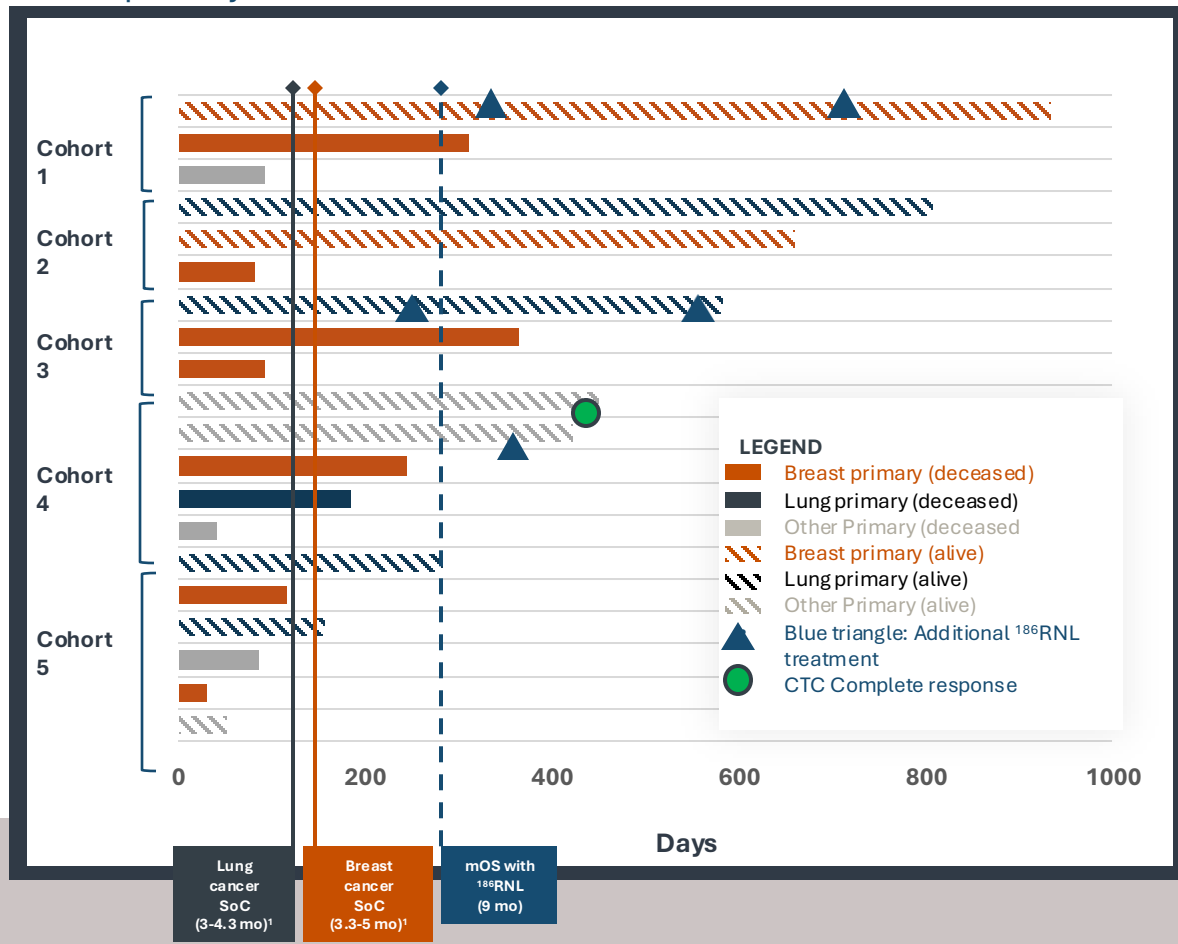 Cohort
1
Cohort
2
Cohort
3
Cohort
4
Cohort
5
LEGEND
Breast primary (deceased)
Lung primary (deceased)
Other Primary (deceased
Breast primary (alive)
Lung primary (alive)
Other Primary (alive)
Blue triangle: Additional ¹⁸⁶RNL
treatment
CTC Complete response
0 200 400 600 800 1000
Days
Lung
cancer
SoC
(3-4.3 mo)¹
Breast
cancer
SoC
(3.3-5 mo)¹
mOS with
¹⁸⁶RNL
(9 mo)